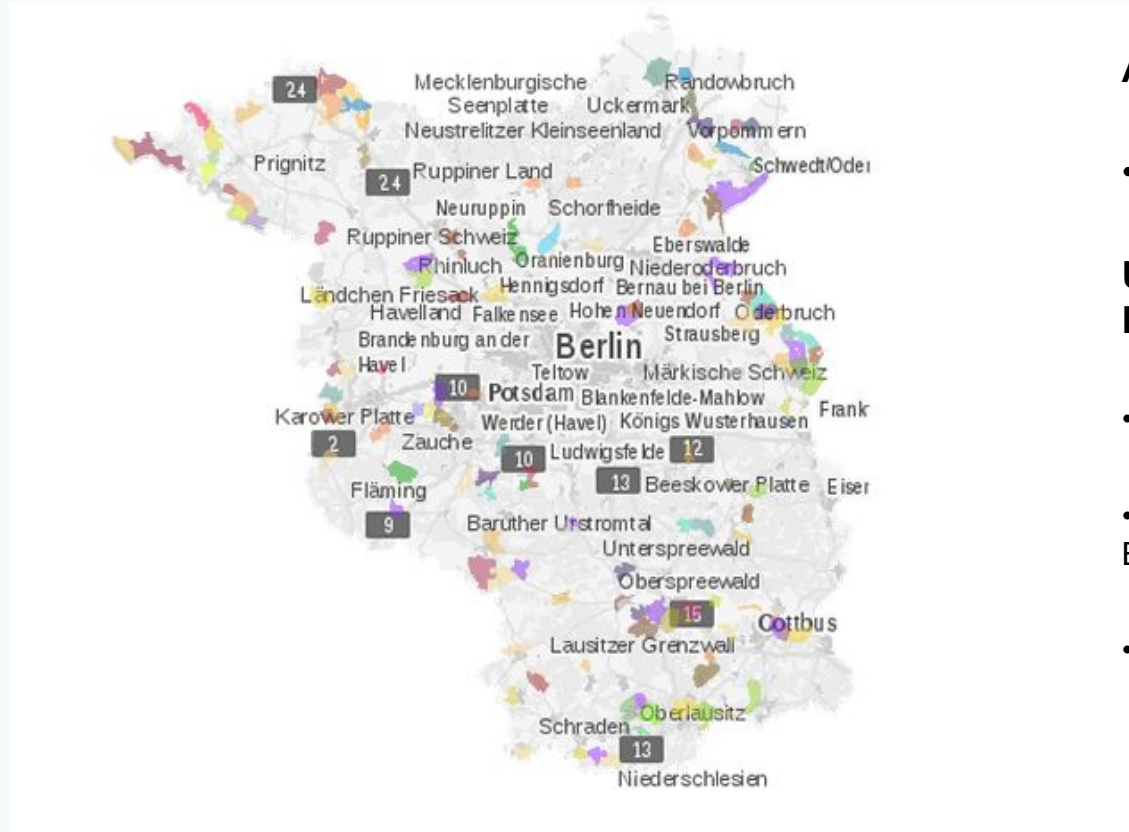 24
Mecklenburgische
Seenplatte
Randowbruch
Uckermark
Neustrelitzer Kleinseenland
Vorpommern
Prignitz
24
Ruppiner Land
Schwedt/Oder
Neuruppin
Schorfheide
Ruppiner Schweiz
Eberswalde
Rhinluch
Oranienburg
Niederoderbruch
Hennigsdorf
Bernau bei Berlin
Ländchen Friesack
Havelland
Falkensee
Hohen Neuendorf
Oderbruch
Brandenburg an der
Havel
Berlin
Strausberg
Teltow
Märkische Schweiz
10
Potsdam
Blankenfelde-Mahlow
Karower Platte
Werder (Havel)
Königs Wusterhausen
Frank
2
Zauche
10
Ludwigsfelde
12
Fläming
13
Beeskower Platte
Eiser
9
Baruther Urstromtal
Unterspreewald
Oberspreewald
15
Cottbus
Lausitzer Grenzwall
Oberlausitz
Schraden
13
Niederschlesien